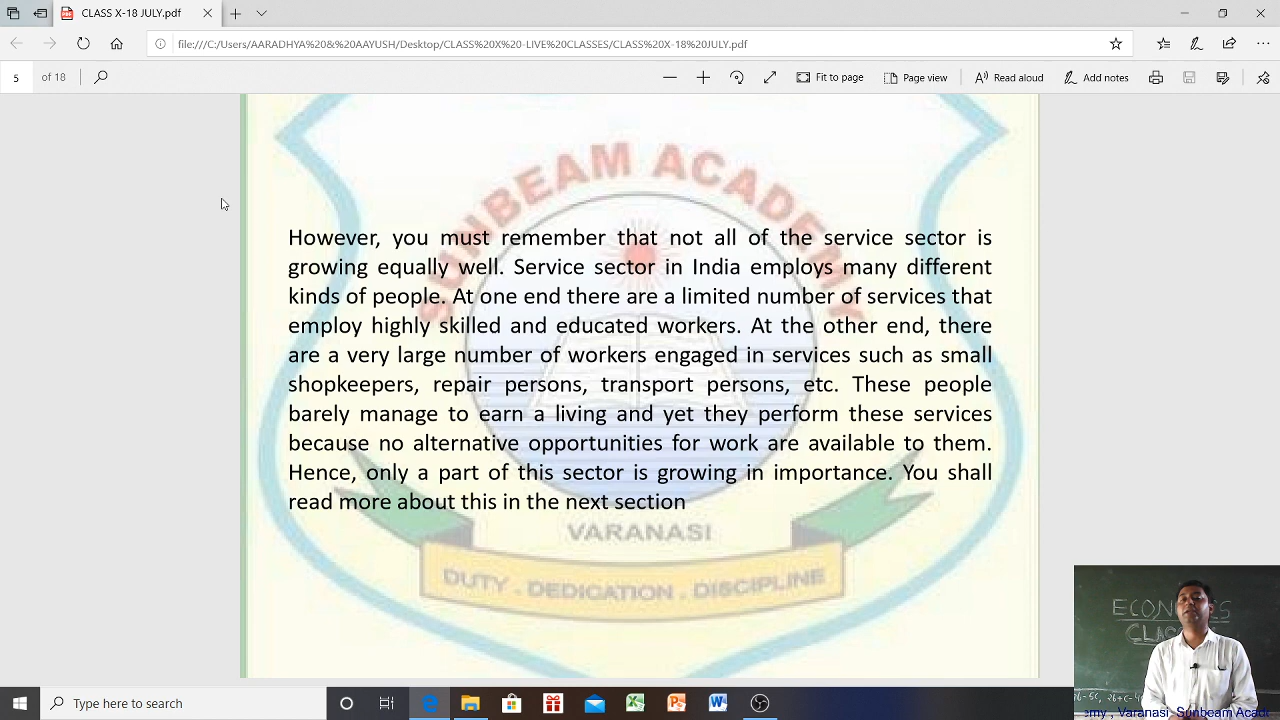 CLASS X-18 JULY.pdf
file:///C:/Users/AARADHYA%20&%20AAYUSH/Desktop/CLASS%20X%20-LIVE%20CLASSES/CLASS%20X-18%20JULY.pdf
5 of 18 Fit to page Page view Read aloud Add notes
SUNBEAM ACADEMY
However, you must remember that not all of the service sector is
growing equally well. Service sector in India employs many different
kinds of people. At one end there are a limited number of services that
employ highly skilled and educated workers. At the other end, there
are a very large number of workers engaged in services such as small
shopkeepers, repair persons, transport persons, etc. These people
barely manage to earn a living and yet they perform these services
because no alternative opportunities for work are available to them.
Hence, only a part of this sector is growing in importance. You shall
read more about this in the next section
VARANASI
DUTY . DEDICATION . DISCIPLINE
Type here to search
, Varanasi Sunbeam